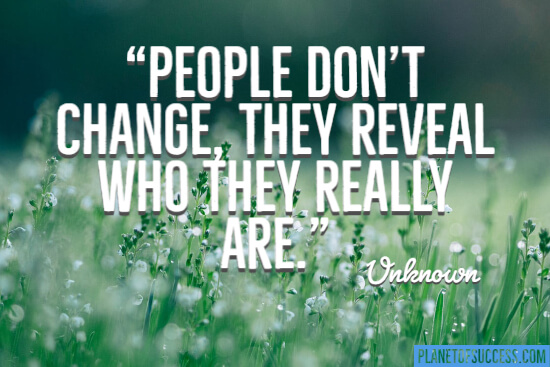 “PEOPLE DON’T
CHANGE, THEY REVEAL
WHO THEY REALLY
ARE.”
Unknown
PLANETOFSUCCESS.COM